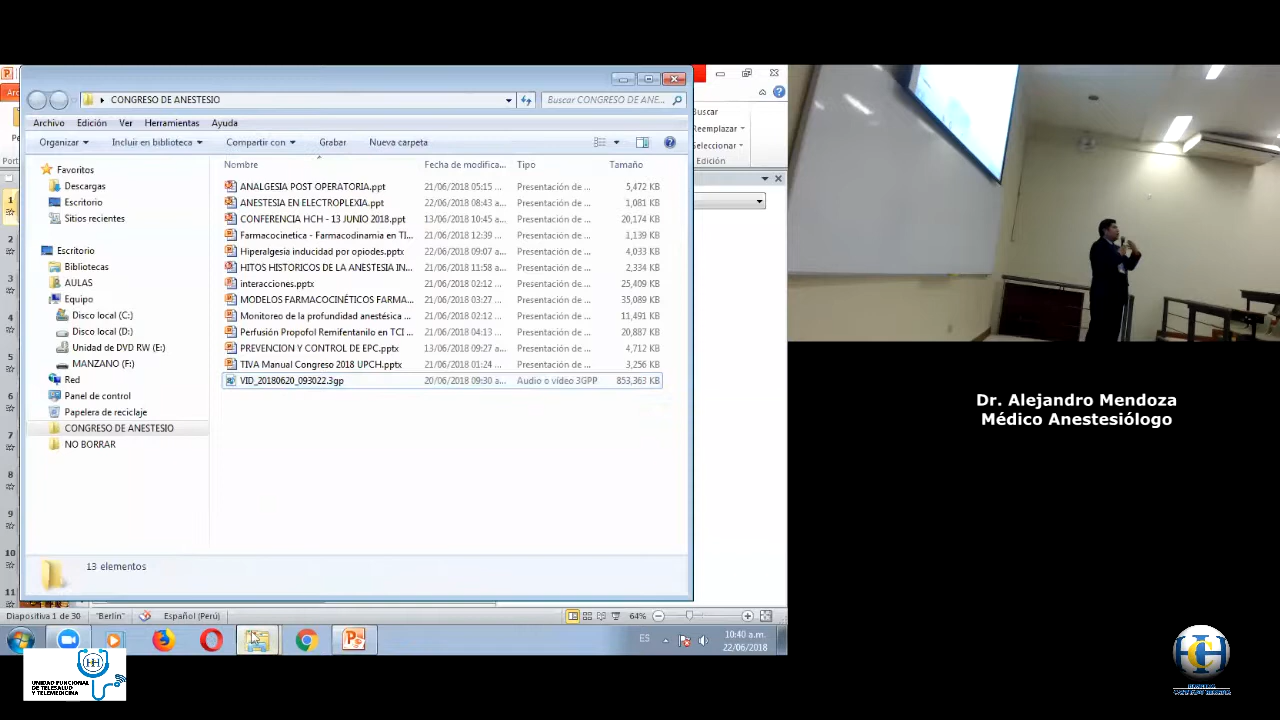 CONGRESO DE ANESTESIO
Buscar CONGRESO DE ANE...
Archivo Edición Ver Herramientas Ayuda
Organizar Incluir en biblioteca Compartir con Grabar Nueva carpeta
Favoritos
Descargas
Escritorio
Sitios recientes
Escritorio
Bibliotecas
AULAS
Equipo
Disco local (C:)
Disco local (D:)
Unidad de DVD RW (E:)
MANZANO (F:)
Red
Panel de control
Papelera de reciclaje
CONGRESO DE ANESTESIO
NO BORRAR
Nombre Fecha de modifica... Tipo Tamaño
ANALGESIA POST OPERATORIA.ppt 21/06/2018 05:15 ... Presentación de ... 5,472 KB
ANESTESIA EN ELECTROPLEXIA.ppt 22/06/2018 08:43 a... Presentación de ... 1,081 KB
CONFERENCIA HCH - 13 JUNIO 2018.ppt 13/06/2018 10:45 a... Presentación de ... 20,174 KB
Farmacocinetica - Farmacodinamia en TI... 21/06/2018 12:39 ... Presentación de ... 1,139 KB
Hiperalgesia inducidad por opiodes.pptx 22/06/2018 09:07 a... Presentación de ... 4,033 KB
HITOS HISTORICOS DE LA ANESTESIA IN... 21/06/2018 11:58 a... Presentación de ... 2,334 KB
interacciones.pptx 21/06/2018 02:12 ... Presentación de ... 25,409 KB
MODELOS FARMACOCINÉTICOS FARMA... 21/06/2018 03:27 ... Presentación de ... 35,089 KB
Monitoreo de la profundidad anestésica ... 21/06/2018 02:12 ... Presentación de ... 11,491 KB
Perfusión Propofol Remifentanilo en TCI ... 21/06/2018 04:13 ... Presentación de ... 20,887 KB
PREVENCION Y CONTROL DE EPC.pptx 13/06/2018 09:27 a... Presentación de ... 4,712 KB
TIVA Manual Congreso 2018 UPCH.pptx 21/06/2018 01:24 ... Presentación de ... 3,256 KB
VID_20180620_093022.3gp 20/06/2018 09:30 a... Audio o vídeo 3GPP 853,363 KB
13 elementos
Buscar
Reemplazar
Seleccionar
Edición
1
2
3
4
5
6
7
8
9
10
11
Diapositiva 1 de 30 "Berlin" Español (Perú) 64%
ES 10:40 a.m.
22/06/2018
Dr. Alejandro Mendoza
Médico Anestesiólogo
UNIDAD FUNCIONAL
DE TELESALUD
Y TELEMEDICINA